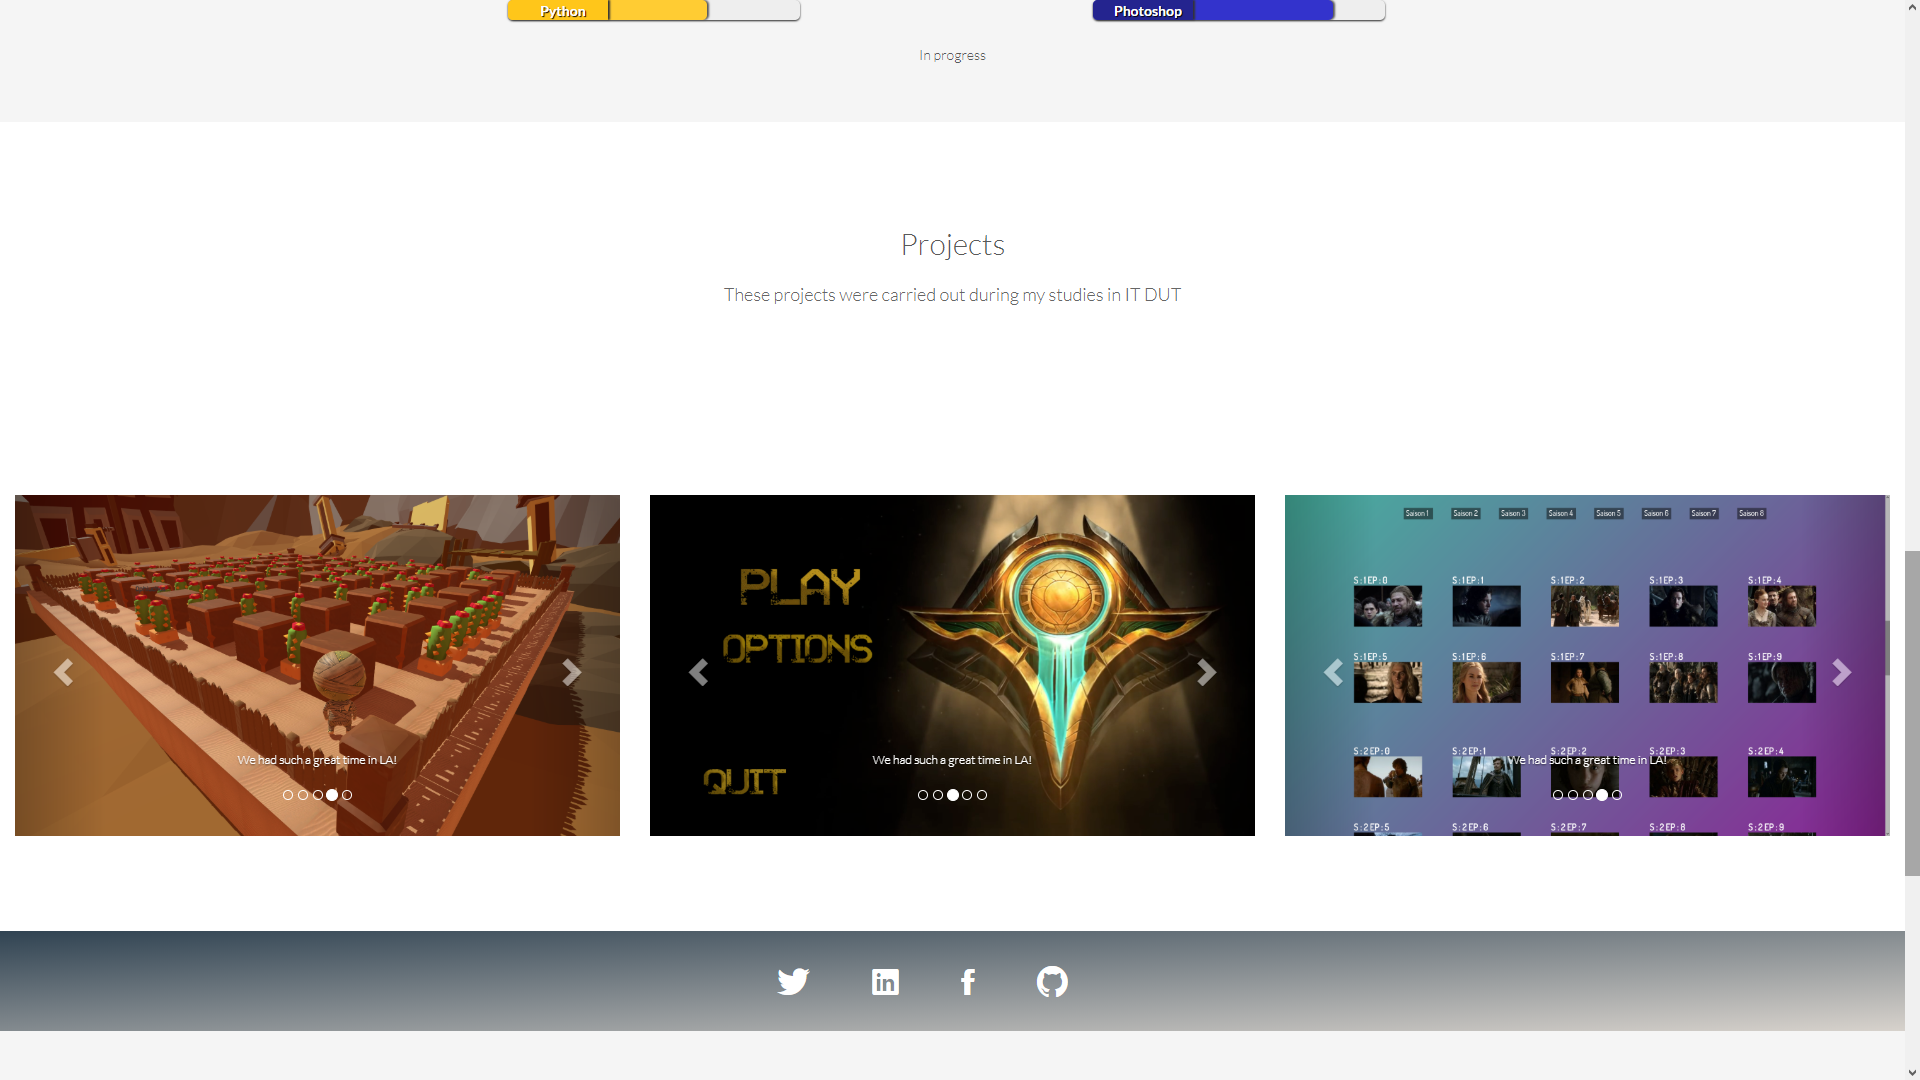 Python
Photoshop
In progress
Projects
These projects were carried out during my studies in IT DUT
PLAY
OPTIONS
QUIT
We had such a great time in LA!
We had such a great time in LA!
Saison 1 Saison 2 Saison 3 Saison 4 Saison 5 Saison 6 Saison 7 Saison 8
S:1EP:0 S:1EP:1 S:1EP:2 S:1EP:3 S:1EP:4
S:1EP:5 S:1EP:6 S:1EP:7 S:1EP:8 S:1EP:9
S:2EP:0 S:2EP:1 S:2EP:2 S:2EP:3 S:2EP:4
We had such a great time in LA!
S:2EP:5 S:2EP:6 S:2EP:7 S:2EP:8 S:2EP:9